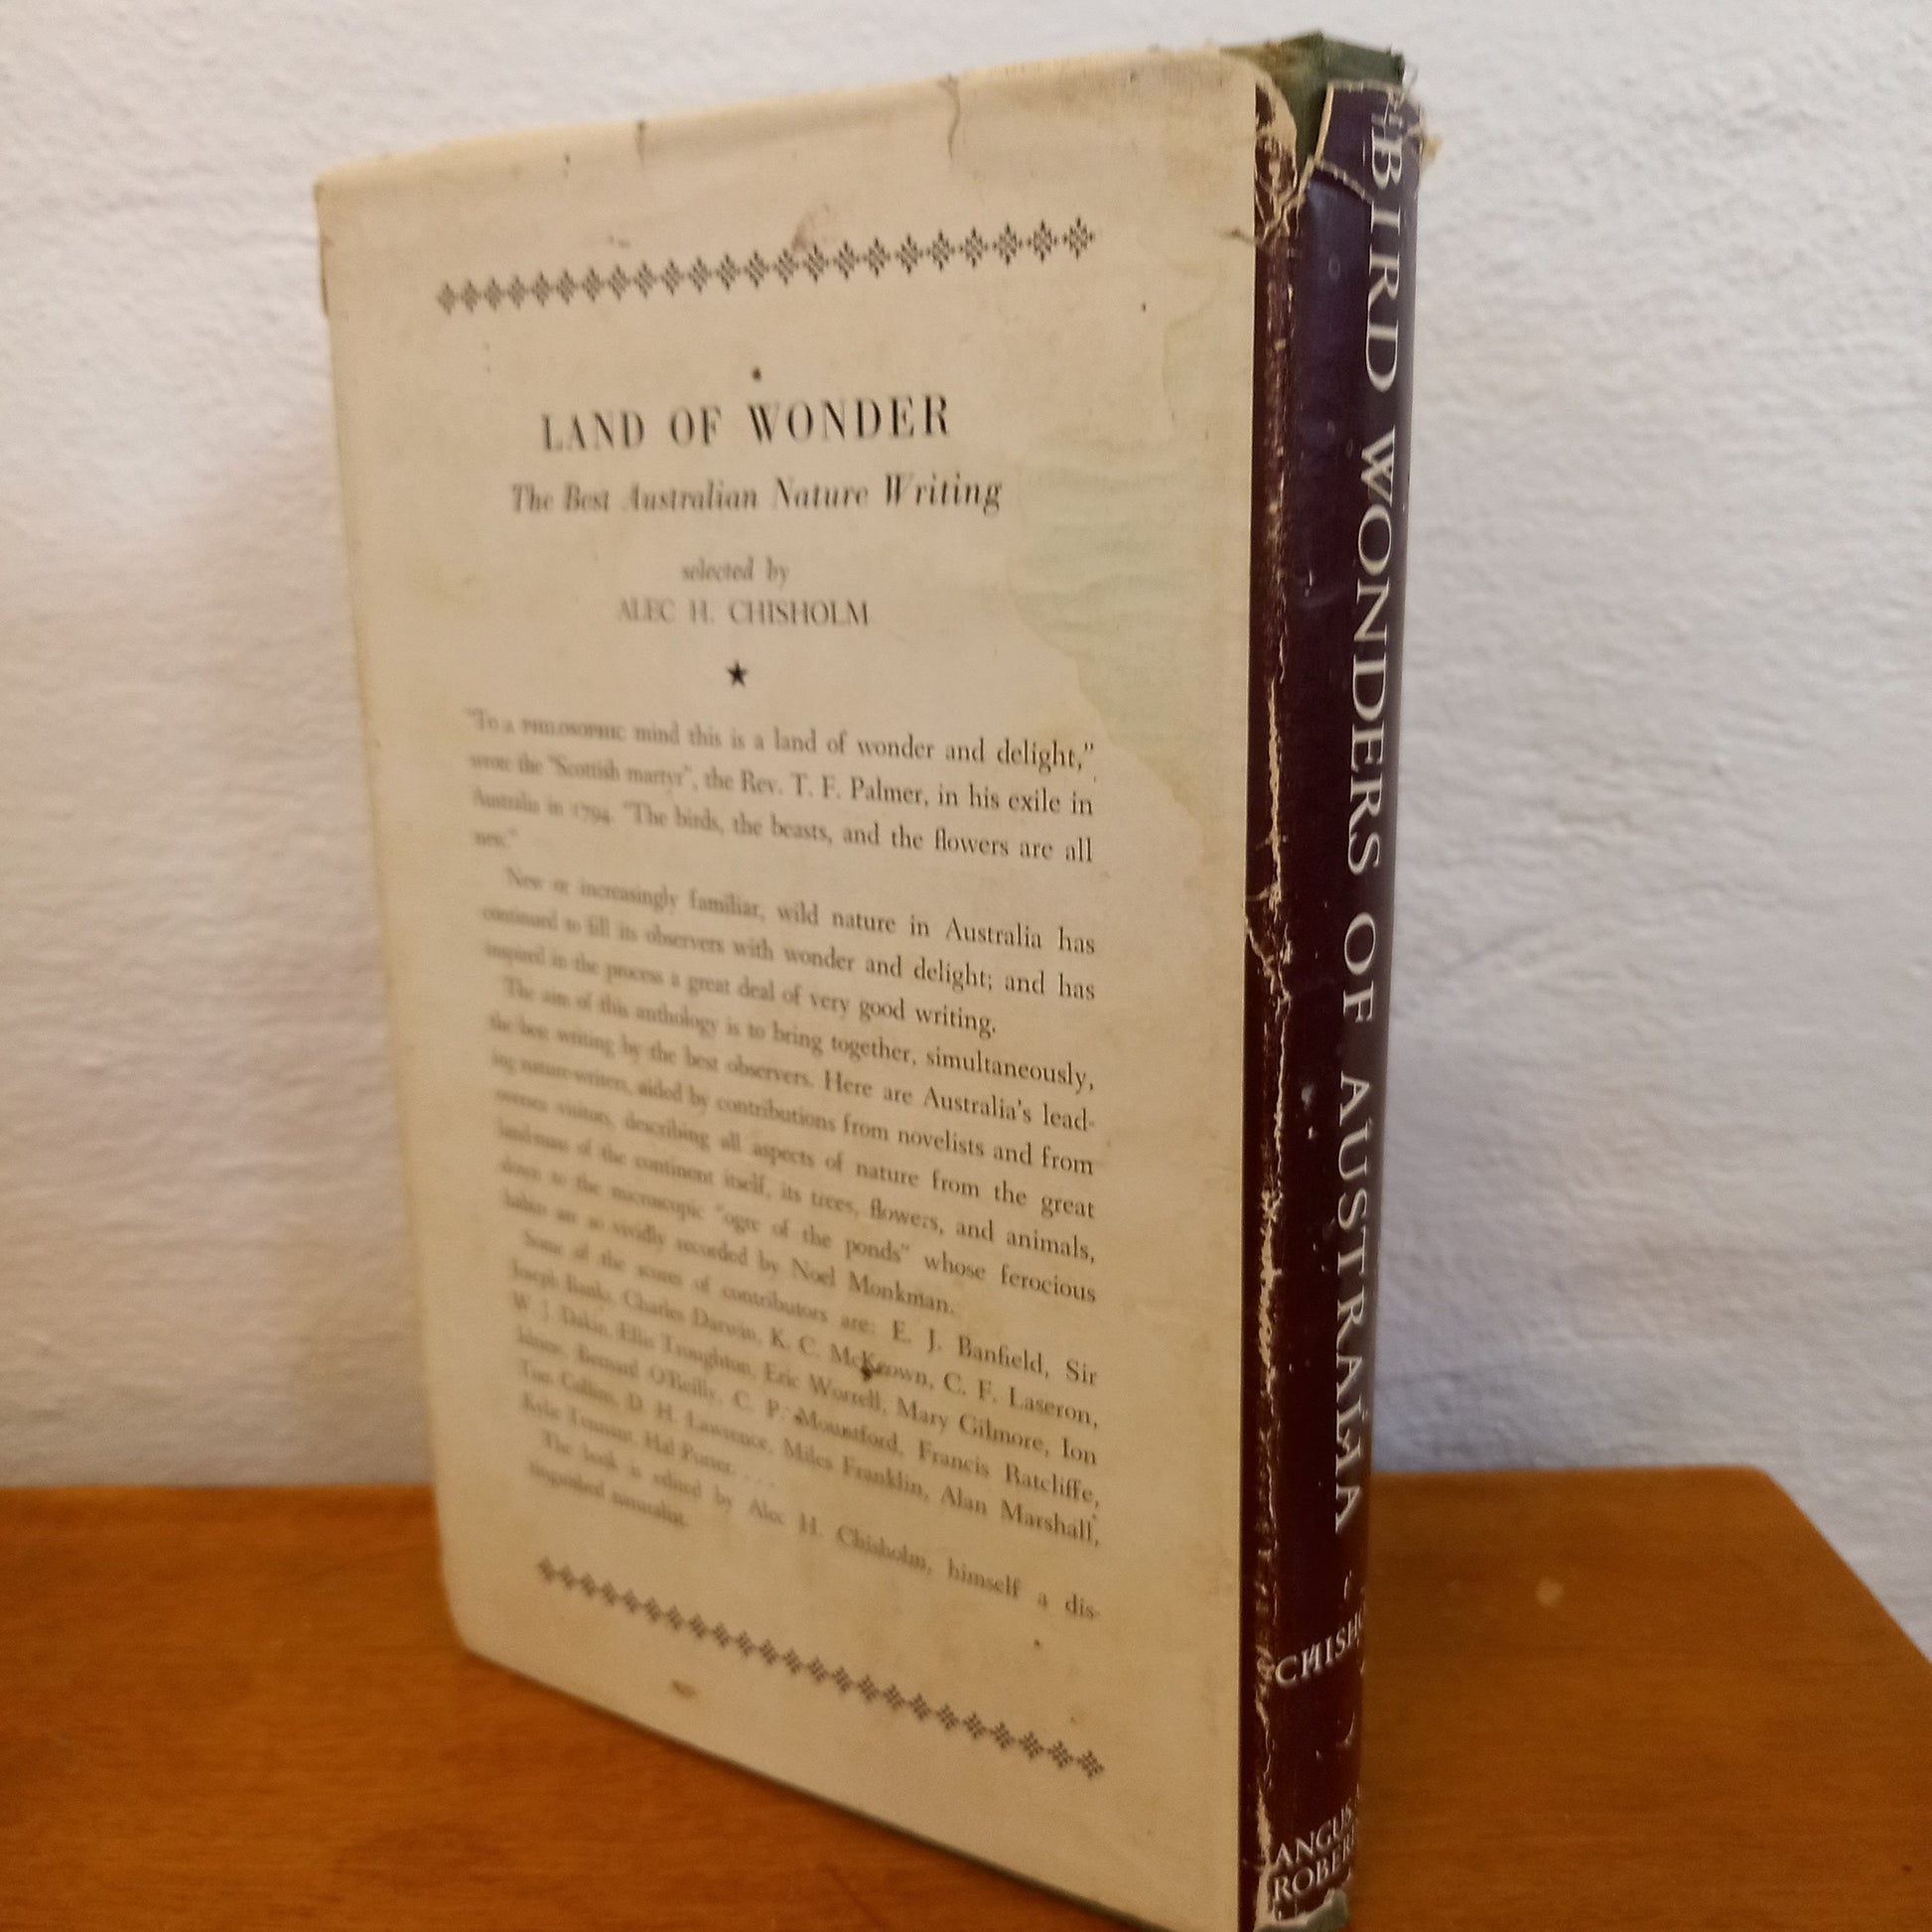 LAND OF WONDER
The Best Australian Nature Writing
selected by
ALEC H. CHISHOLM
"To a PHILOSOPHIC mind this is a land of wonder and delight,"
wrote the "Scottish martyr", the Rev. T. F. Palmer, in his exile in
Australia in 1794. "The birds, the beasts, and the flowers are all
new."
New or increasingly familiar, wild nature in Australia has
continued to fill its observers with wonder and delight; and has
inspired in the process a great deal of very good writing.
The aim of this anthology is to bring together, simultaneously,
the best writing by the best observers. Here are Australia's lead-
ing nature-writers, aided by contributions from novelists and from
oversea visitors, describing all aspects of nature from the great
landmass of the continent itself, its trees, flowers, and animals,
down to the microscopic "ogre of the ponds" whose ferocious
habits are so vividly recorded by Noel Monkman.
Some of the scores of contributors are: E. J. Banfield, Sir
Joseph Banks, Charles Darwin, K. C. McKeown, C. F. Laseron,
W. J. Dakin, Ellis Troughton, Eric Worrell, Mary Gilmore, Ion
Idriess, Bernard O'Reilly, C. P. Mountford, Francis Ratcliffe,
Tom Collins, D. H. Lawrence, Miles Franklin, Alan Marshall,
Kylie Tennant, Hal Porter. . . .
The book is edited by Alec H. Chisholm, himself a dis-
tinguished naturalist.
BIRD WONDERS OF AUSTRALIA
CHISHO
ANGUS
ROBER